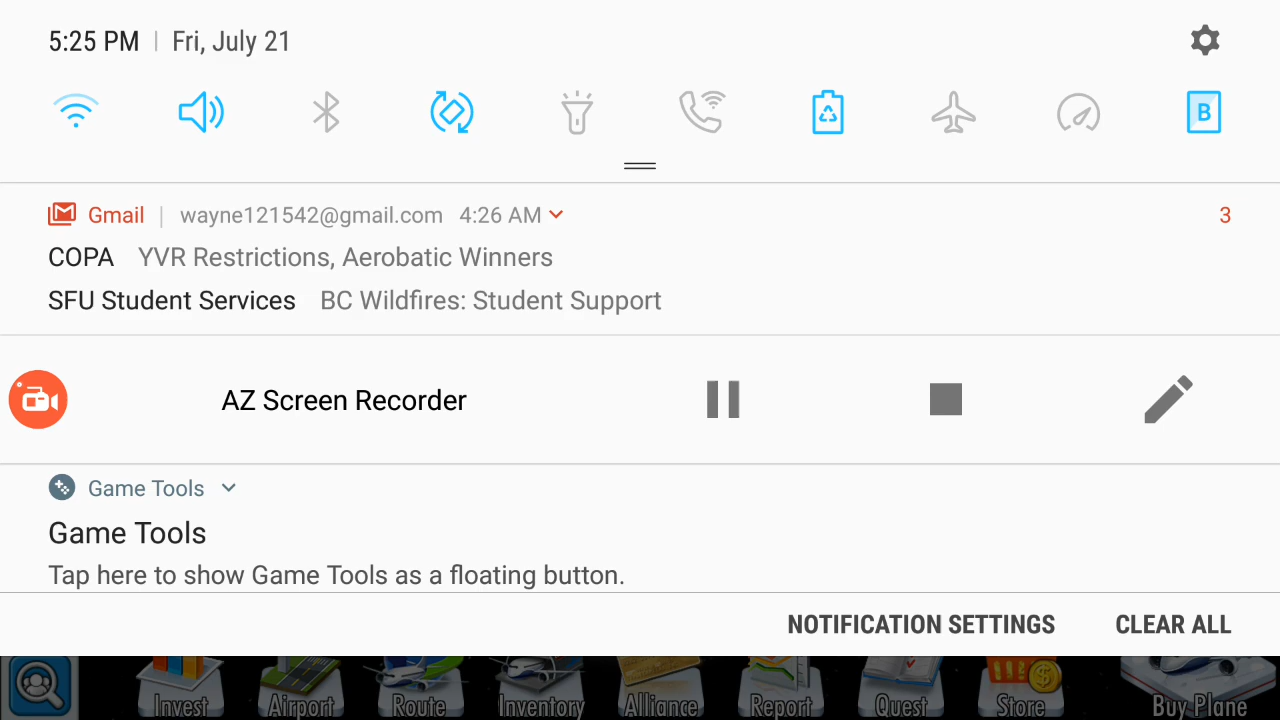 5:25 PM | Fri, July 21
B
Gmail | wayne121542@gmail.com 4:26 AM 3
COPA YVR Restrictions, Aerobatic Winners
SFU Student Services BC Wildfires: Student Support
AZ Screen Recorder
Game Tools
Game Tools
Tap here to show Game Tools as a floating button.
NOTIFICATION SETTINGS CLEAR ALL
Invest Airport Route Inventory Alliance Report Quest Store Buy Plane